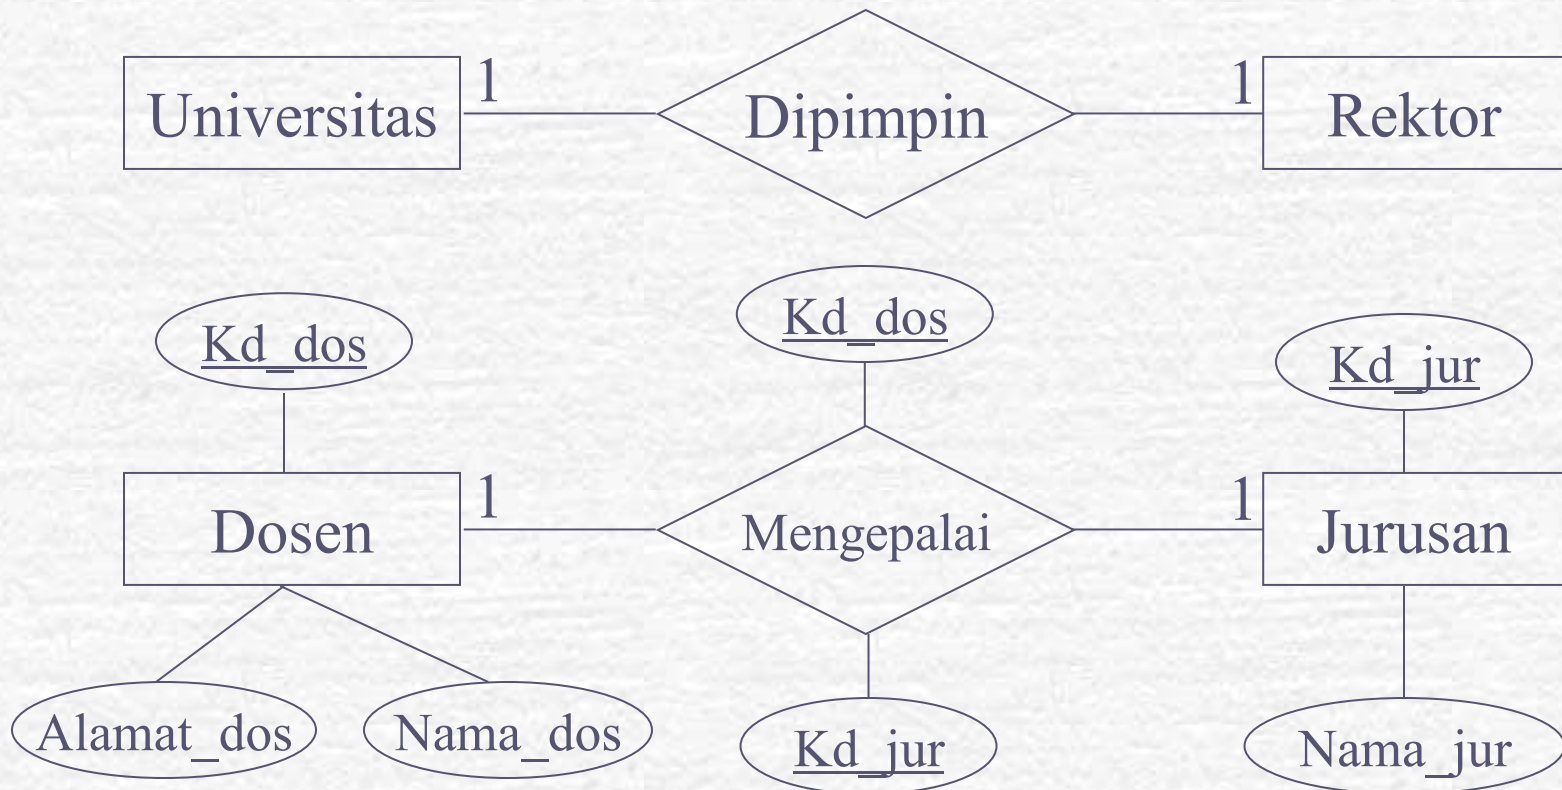 Universitas
1
Dipimpin
1
Rektor
Kd_dos
Kd_dos
Kd_jur
Dosen
1
Mengepalai
1
Jurusan
Alamat_dos
Nama_dos
Kd_jur
Nama_jur